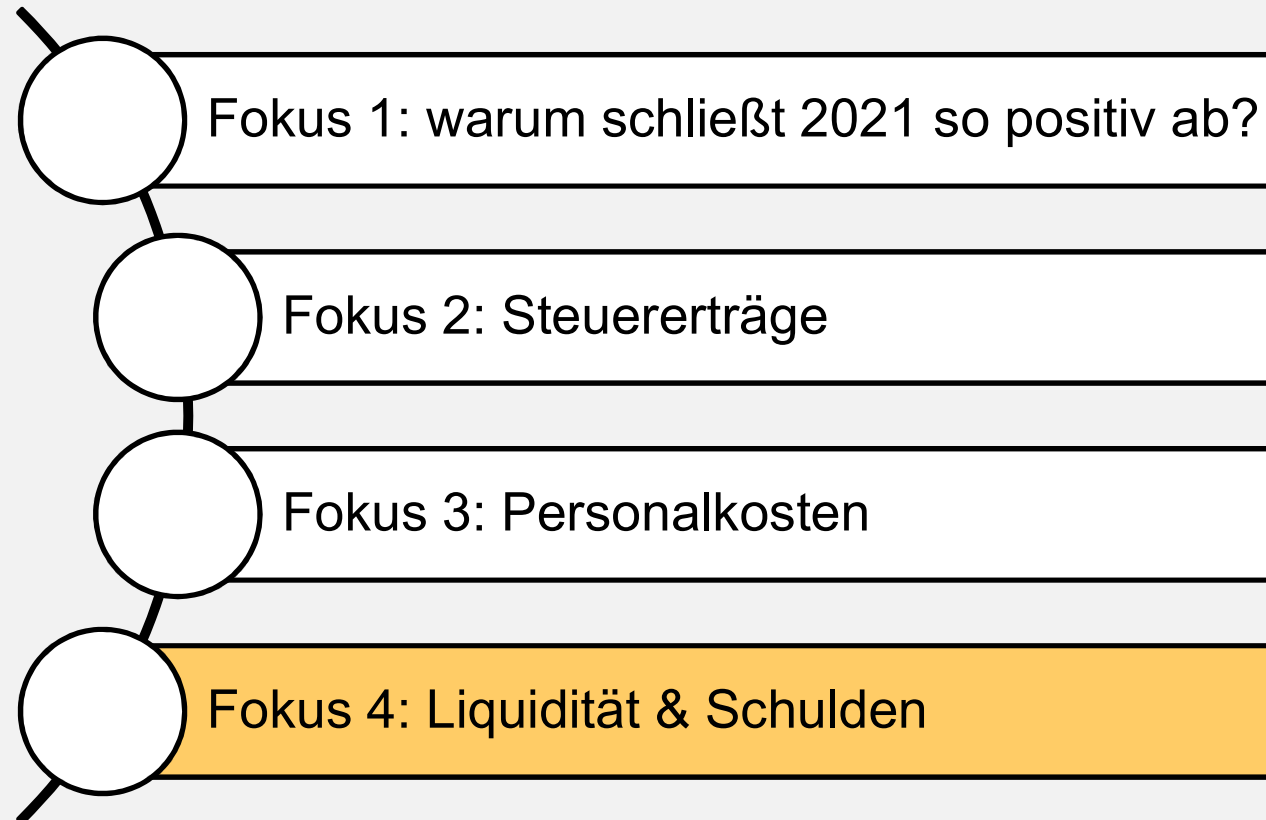 Fokus 1: warum schließt 2021 so positiv ab?
Fokus 2: Steuererträge
Fokus 3: Personalkosten
Fokus 4: Liquidität & Schulden